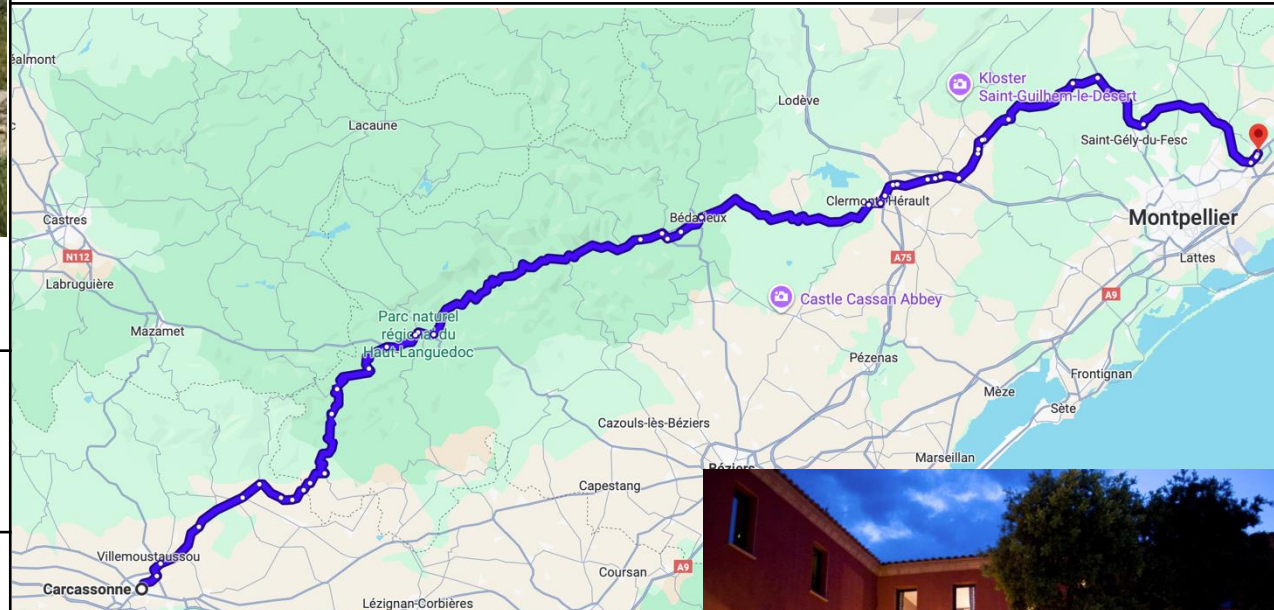 éalmont
Kloster
Saint-Guilhem-le-Désert
Lodève
Lacaune
Saint-Gély-du-Fesc
Castres
Clermont-l'Hérault
Bédarieux
Montpellier
N112
Lattes
Labruguière
A75
A9
Castle Cassan Abbey
Mazamet
Parc naturel
régional du
Haut-Languedoc
Pézenas
Frontignan
Mèze
Sète
Cazouls-lès-Béziers
Marseillan
Béziers
Capestang
Villemoustaussou
Coursan
A9
Carcassonne
Lézignan-Corbières